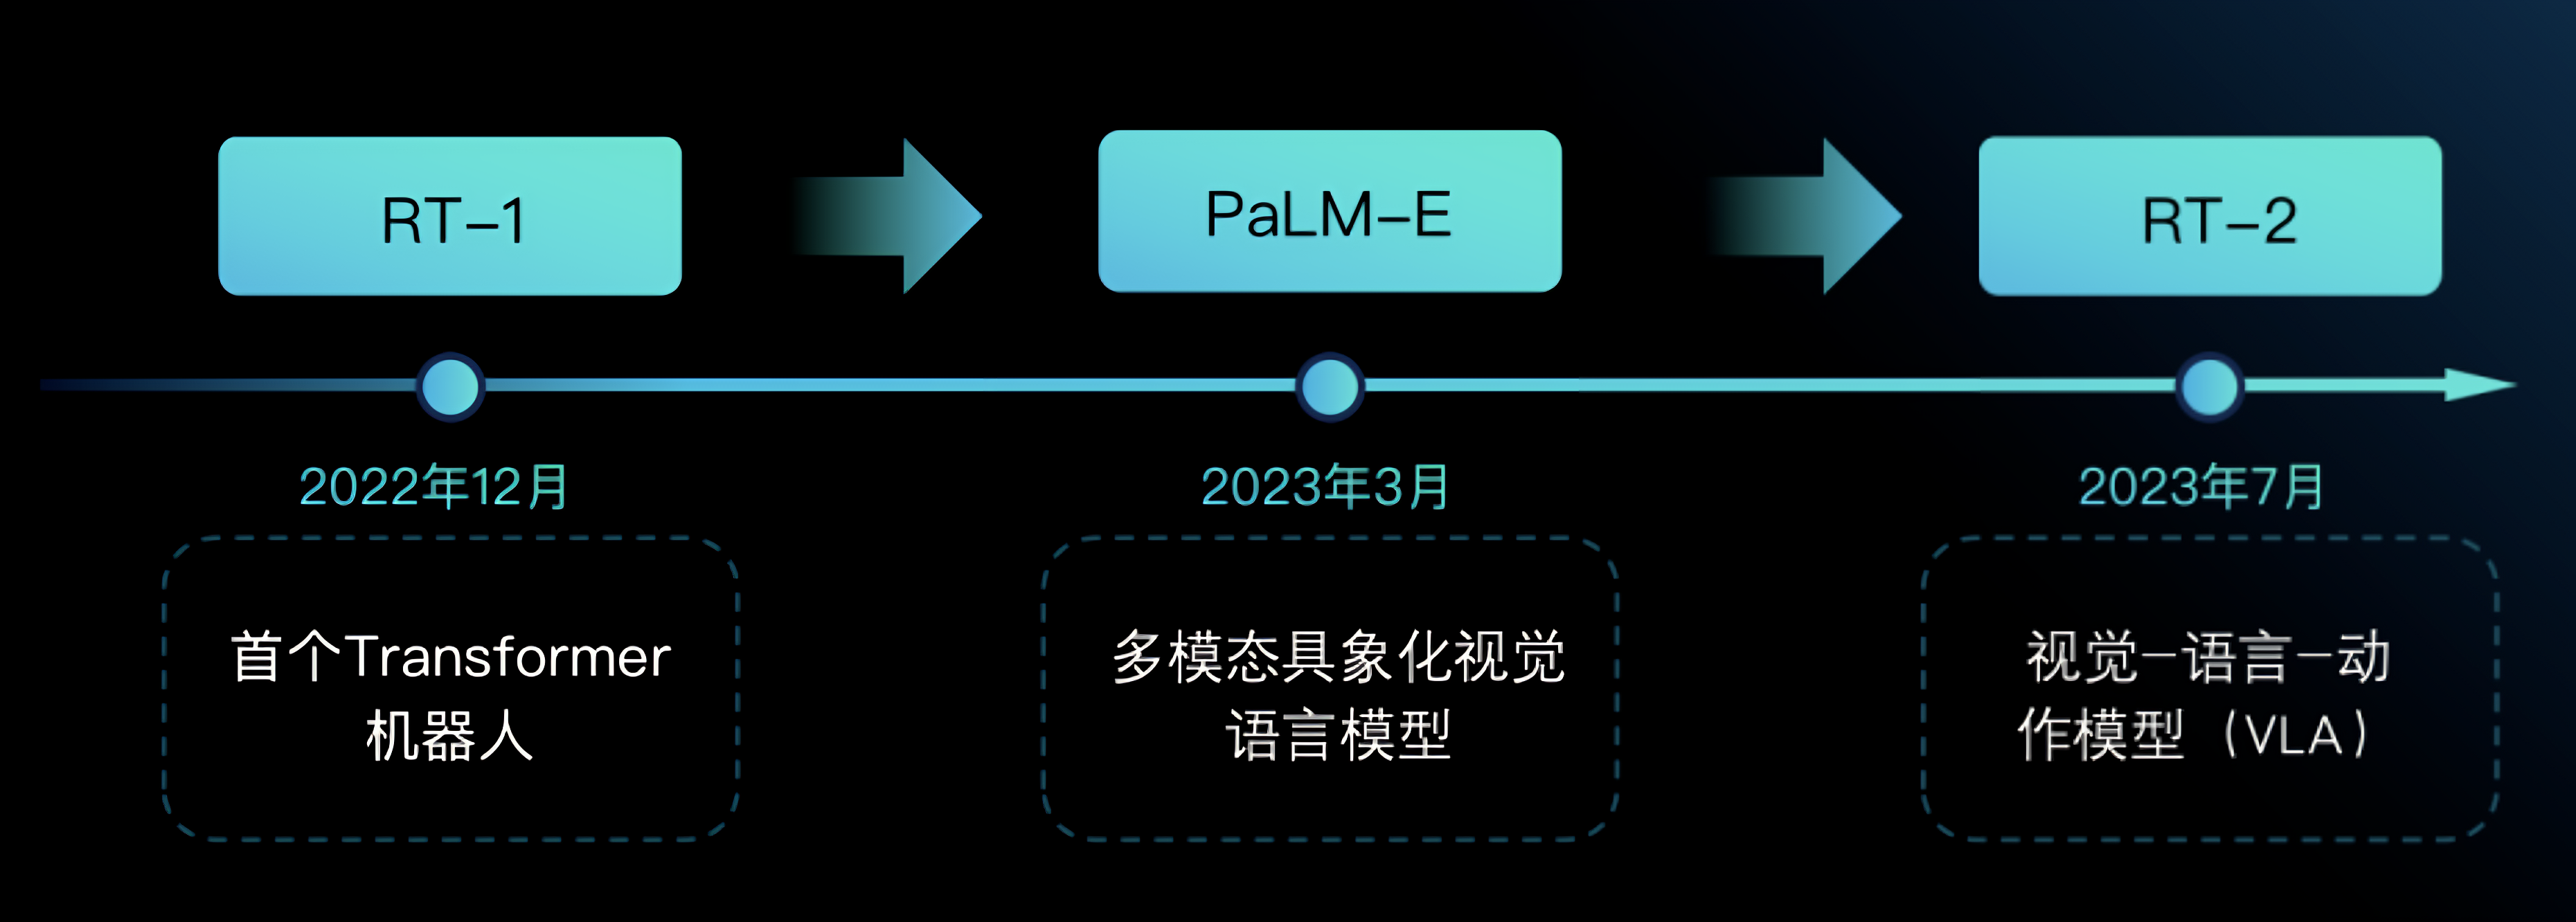 RT-1
PaLM-E
RT-2
2022年12月
2023年3月
2023年7月
首个Transformer
机器人
多模态具象化视觉
语言模型
视觉-语言-动
作模型（VLA）